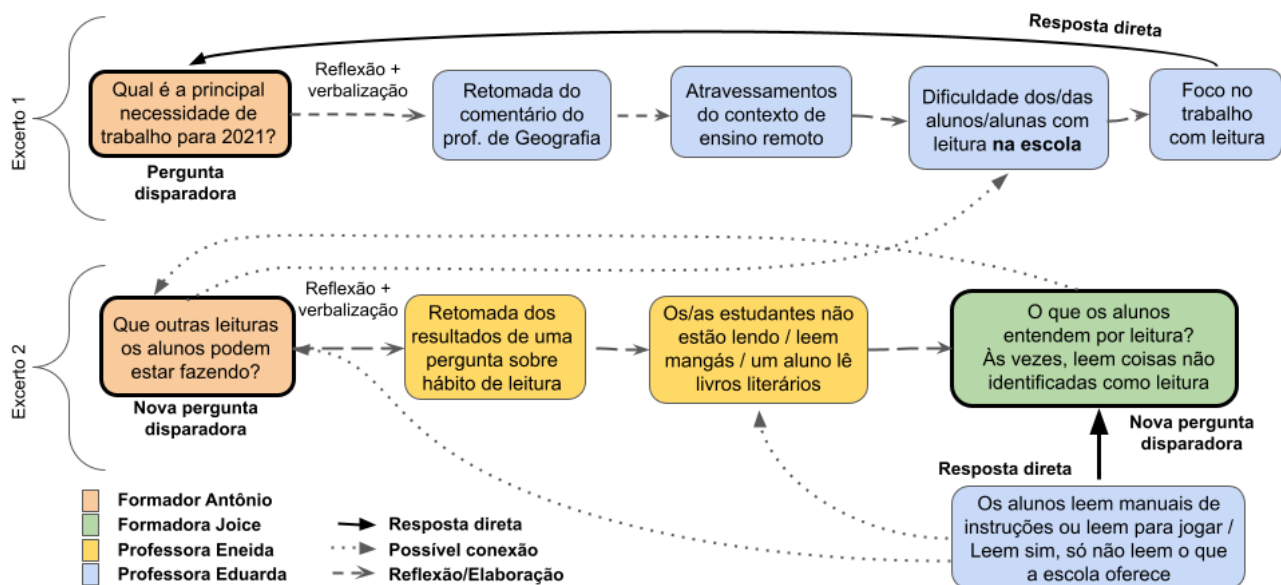 Resposta direta
Excerto 1
Qual é a principal
necessidade de
trabalho para 2021?
Pergunta
disparadora
Reflexão +
verbalização
Retomada do
comentário do
prof. de Geografia
Atravessamentos
do contexto de
ensino remoto
Dificuldade dos/das
alunos/alunas com
leitura na escola
Foco no
trabalho
com leitura
Excerto 2
Que outras leituras
os alunos podem
estar fazendo?
Nova pergunta
disparadora
Reflexão +
verbalização
Retomada dos
resultados de uma
pergunta sobre
hábito de leitura
Os/as estudantes não
estão lendo / leem
mangás / um aluno lê
livros literários
O que os alunos
entendem por leitura?
Às vezes, leem coisas não
identificadas como leitura
Nova pergunta
disparadora
Resposta direta
Os alunos leem manuais de
instruções ou leem para jogar /
Leem sim, só não leem o que
a escola oferece
Formador Antônio
Formadora Joice
Professora Eneida
Professora Eduarda
Resposta direta
Possível conexão
Reflexão/Elaboração